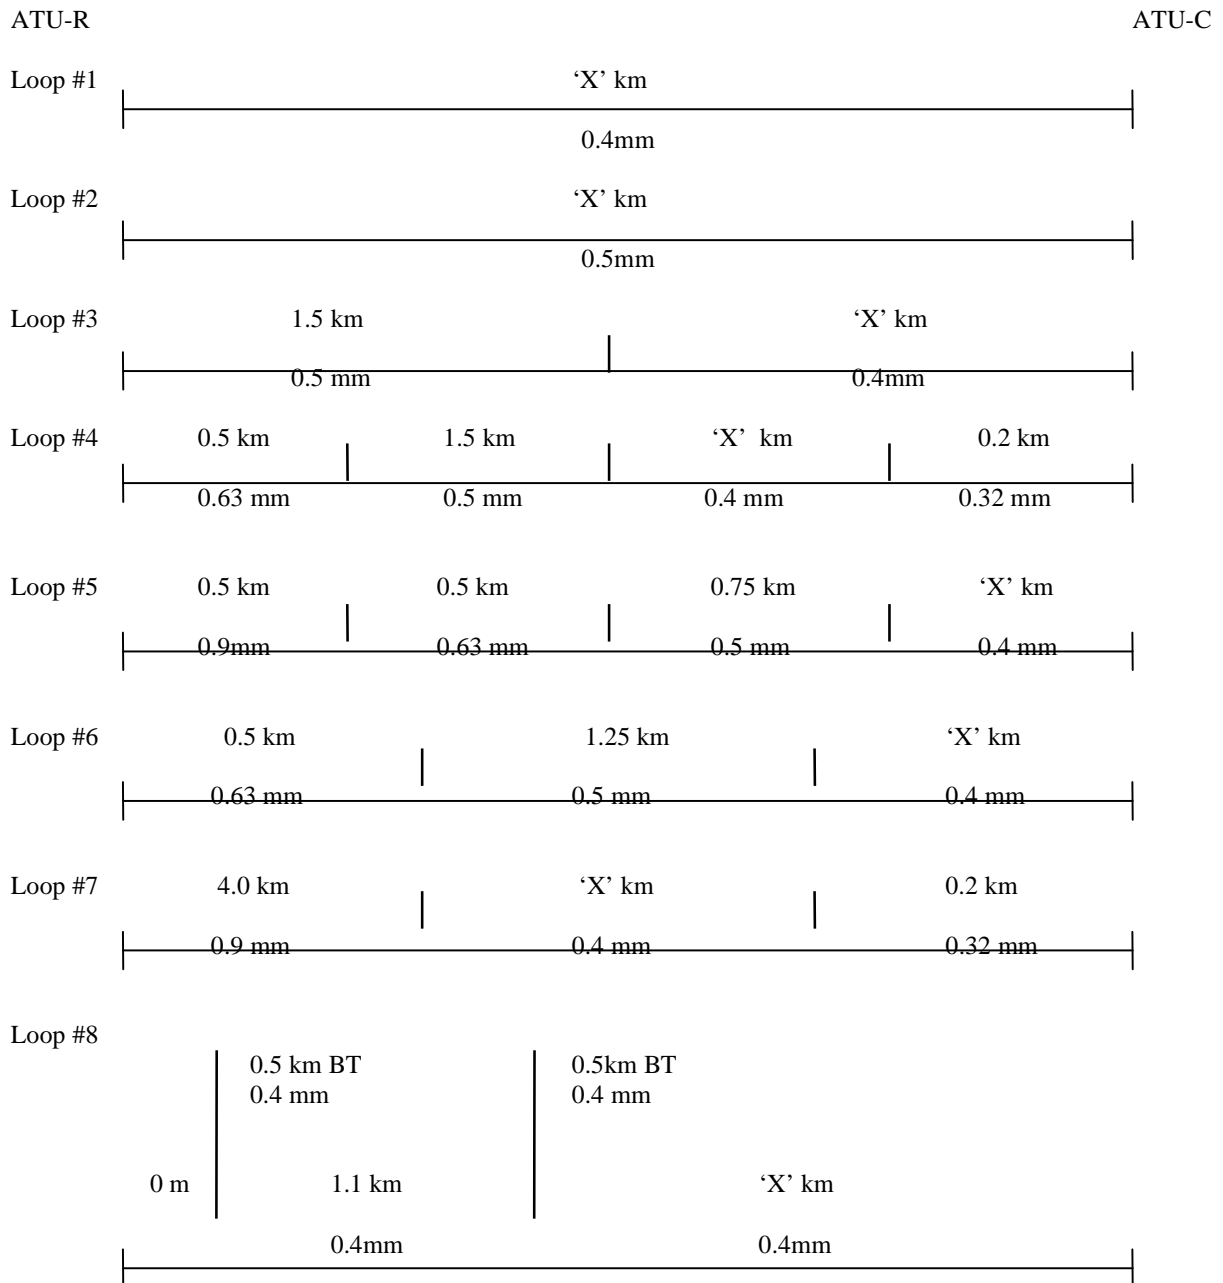 ATU-R ATU-C
Loop #1 ‘X’ km
0.4mm
Loop #2 ‘X’ km
0.5mm
Loop #3 1.5 km ‘X’ km
0.5 mm 0.4mm
Loop #4 0.5 km 1.5 km ‘X’ km 0.2 km
0.63 mm 0.5 mm 0.4 mm 0.32 mm
Loop #5 0.5 km 0.5 km 0.75 km ‘X’ km
0.9mm 0.63 mm 0.5 mm 0.4 mm
Loop #6 0.5 km 1.25 km ‘X’ km
0.63 mm 0.5 mm 0.4 mm
Loop #7 4.0 km ‘X’ km 0.2 km
0.9 mm 0.4 mm 0.32 mm
Loop #8
0.5 km BT 0.5km BT
0.4 mm 0.4 mm
0 m 1.1 km ‘X’ km
0.4mm 0.4mm